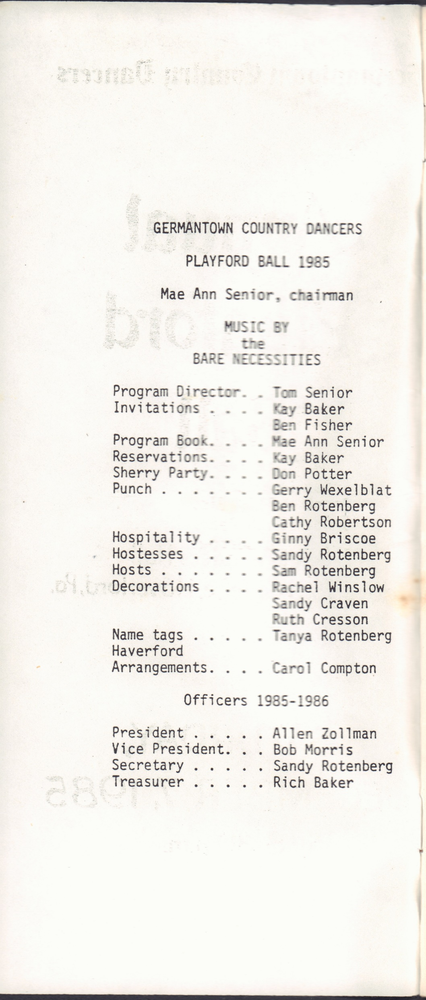 GERMANTOWN COUNTRY DANCERS
PLAYFORD BALL 1985
Mae Ann Senior, chairman
MUSIC BY
the
BARE NECESSITIES
Program Director. . Tom Senior
Invitations . . . . Kay Baker
Ben Fisher
Program Book. . . . Mae Ann Senior
Reservations. . . . Kay Baker
Sherry Party. . . . Don Potter
Punch . . . . . . . Gerry Wexelblat
Ben Rotenberg
Cathy Robertson
Hospitality . . . . Ginny Briscoe
Hostesses . . . . . Sandy Rotenberg
Hosts . . . . . . . Sam Rotenberg
Decorations . . . . Rachel Winslow
Sandy Craven
Ruth Cresson
Name tags . . . . . Tanya Rotenberg
Haverford
Arrangements. . . . Carol Compton
Officers 1985-1986
President . . . . . Allen Zollman
Vice President. . . Bob Morris
Secretary . . . . . Sandy Rotenberg
Treasurer . . . . . Rich Baker